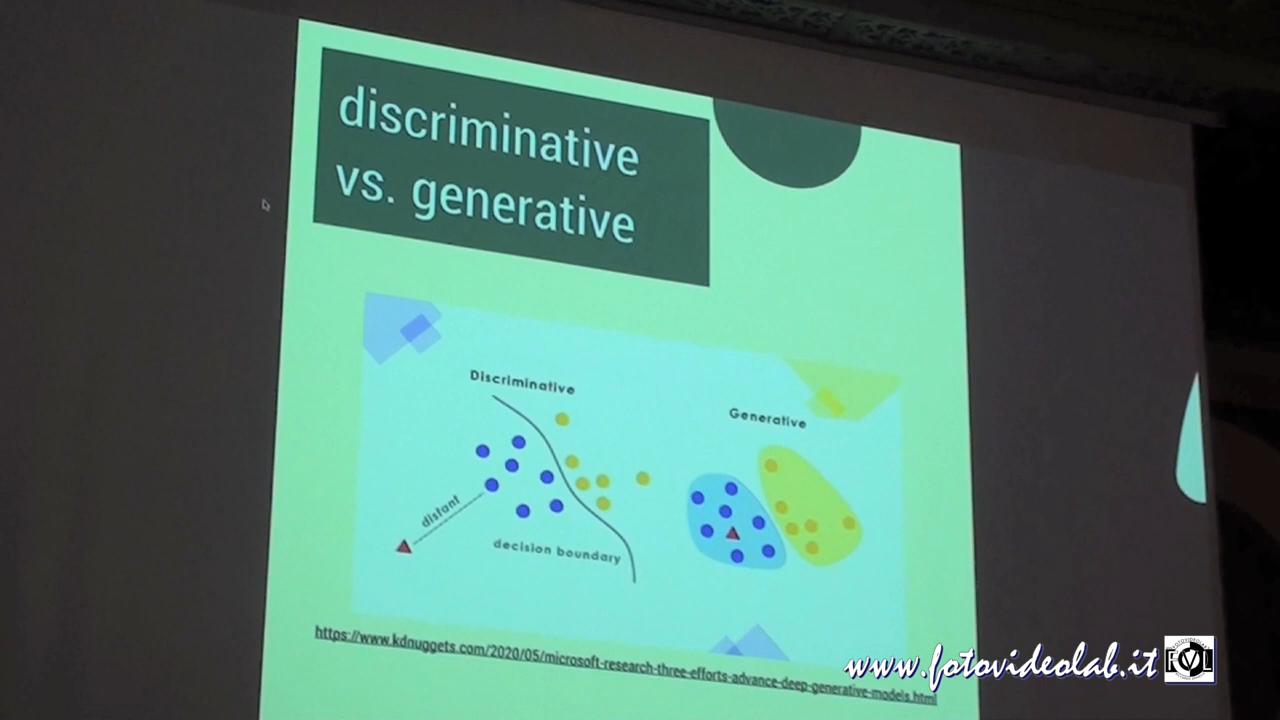 discriminative
vs. generative
Discriminative
Generative
distant
decision boundary
https://www.kdnuggets.com/2020/05/microsoft-research-three-efforts-advance-deep-generative-models.html
www.fotovideolab.it